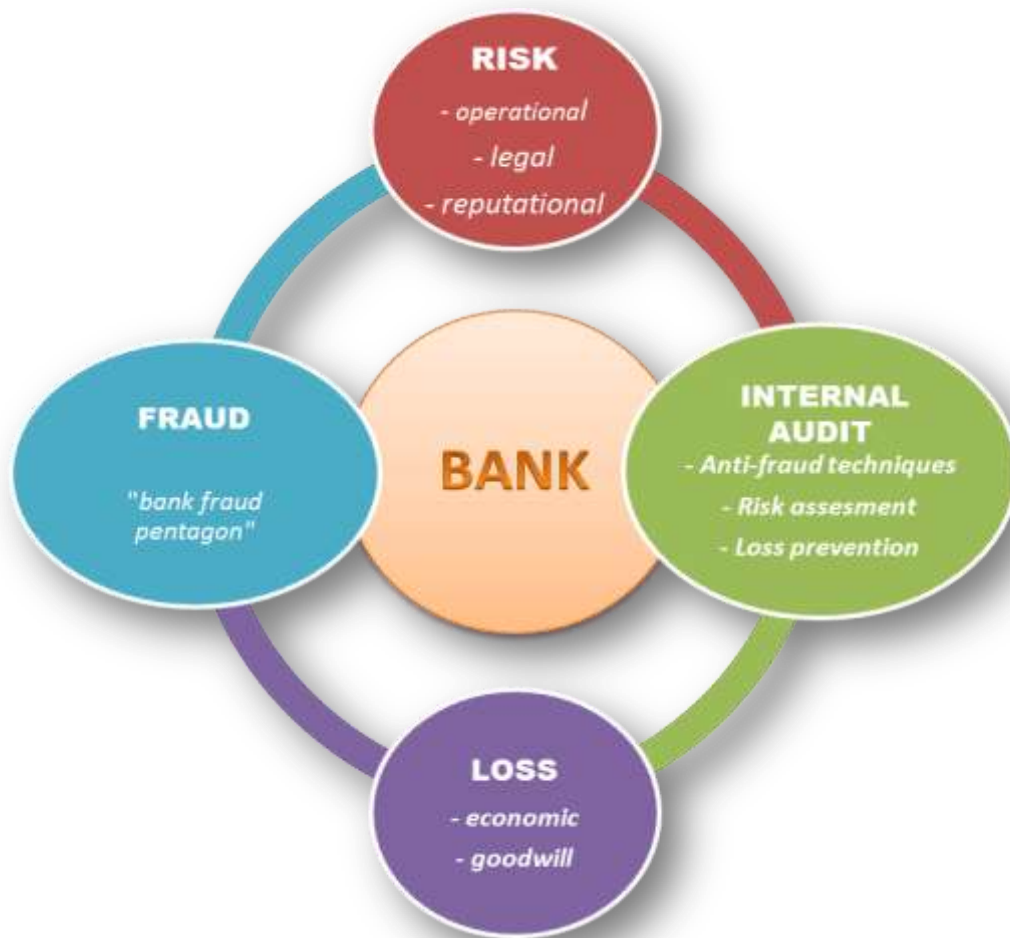 RISK
- operational
- legal
- reputational
FRAUD
"bank fraud
pentagon"
BANK
INTERNAL
AUDIT
- Anti-fraud techniques
- Risk assesment
- Loss prevention
LOSS
- economic
- goodwill